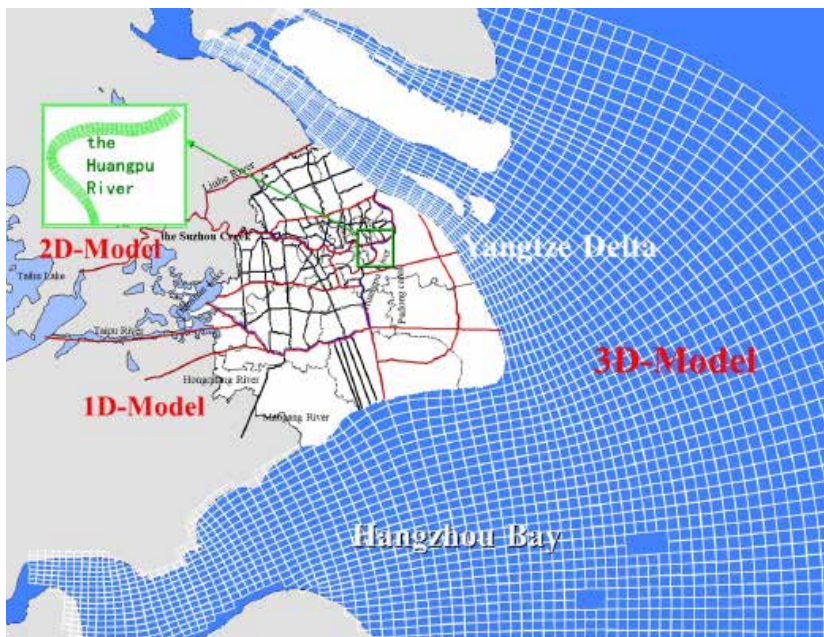 the
Huangpu
River
Liuhe River
2D-Model
the Suzhou Creek
Yangtze Delta
Taihu Lake
Taipu River
3D-Model
1D-Model
River
Hangzhou Bay